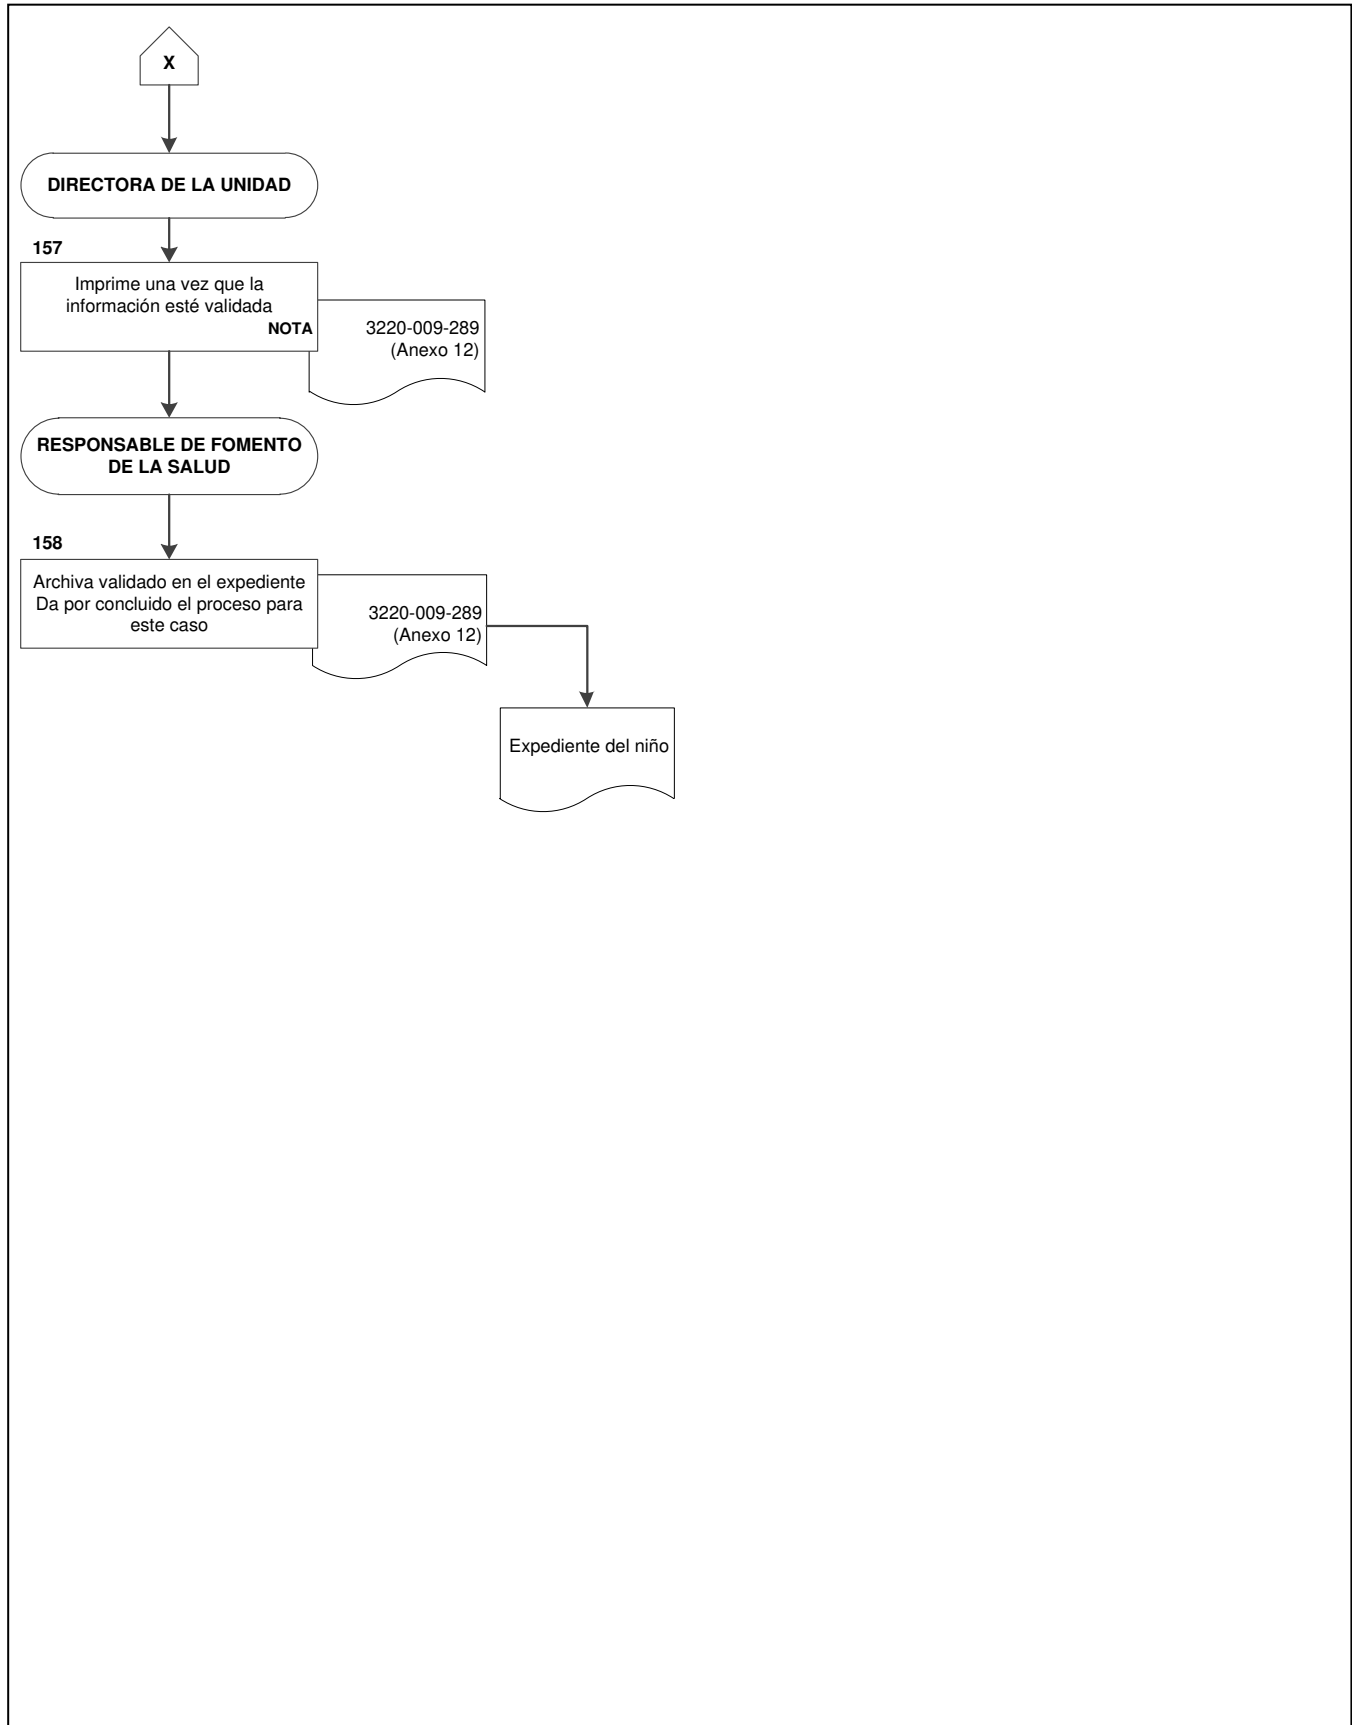 X
DIRECTORA DE LA UNIDAD
157
Imprime una vez que la
información esté validada
NOTA
3220-009-289
(Anexo 12)
RESPONSABLE DE FOMENTO
DE LA SALUD
158
Archiva validado en el expediente
Da por concluido el proceso para
este caso
3220-009-289
(Anexo 12)
Expediente del niño